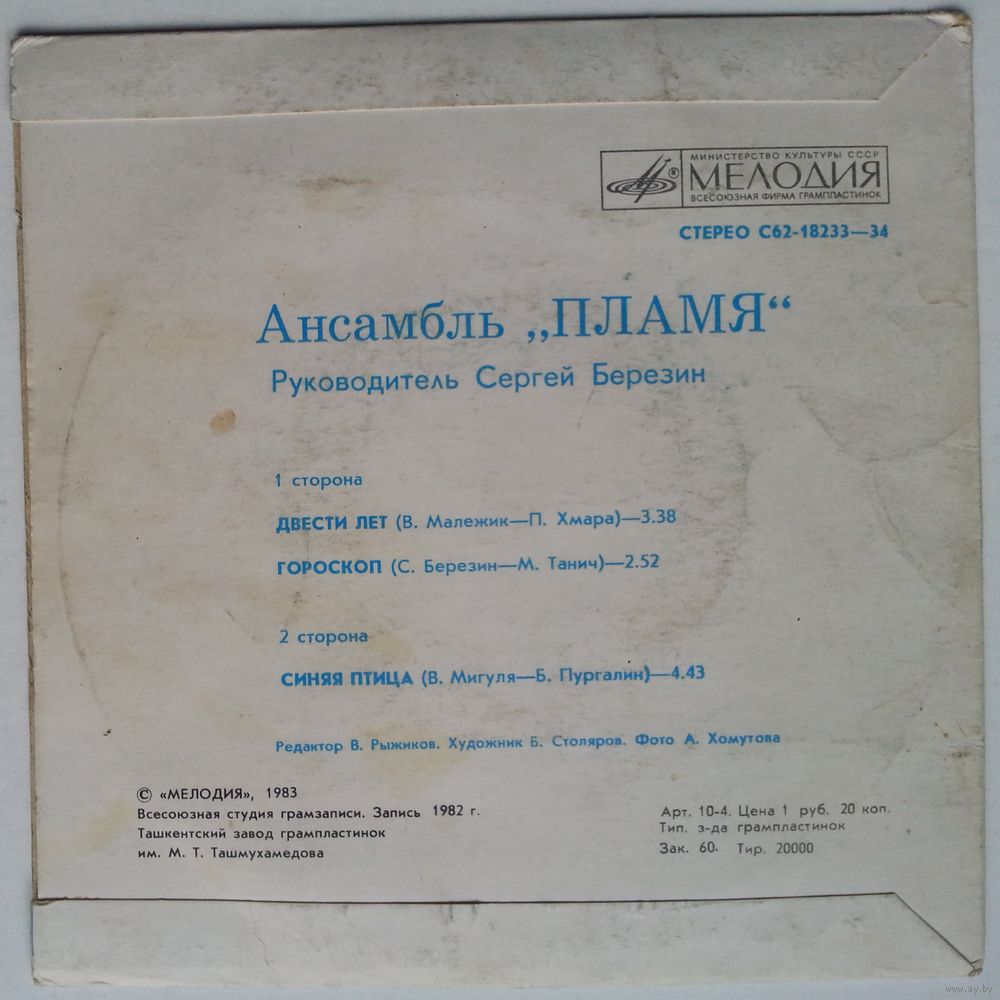 МИНИСТЕРСТВО КУЛЬТУРЫ СССР
МЕЛОДИЯ
ВСЕСОЮЗНАЯ ФИРМА ГРАМПЛАСТИНОК
СТЕРЕО С62-18233—34
Ансамбль „ПЛАМЯ“
Руководитель Сергей Березин
1 сторона
ДВЕСТИ ЛЕТ (В. Малежик—П. Хмара)—3.38
ГОРОСКОП (С. Березин—М. Танич)—2.52
2 сторона
СИНЯЯ ПТИЦА (В. Мигуля—Б. Пургалин)—4.43
Редактор В. Рыжиков. Художник Б. Столяров. Фото А. Хомутова
© «МЕЛОДИЯ», 1983
Всесоюзная студия грамзаписи. Запись 1982 г.
Ташкентский завод грампластинок
им. М. Т. Ташмухамедова
Арт. 10-4. Цена 1 руб. 20 коп.
Тип. з-да грампластинок
Зак. 60. Тир. 20000
www.ay.by